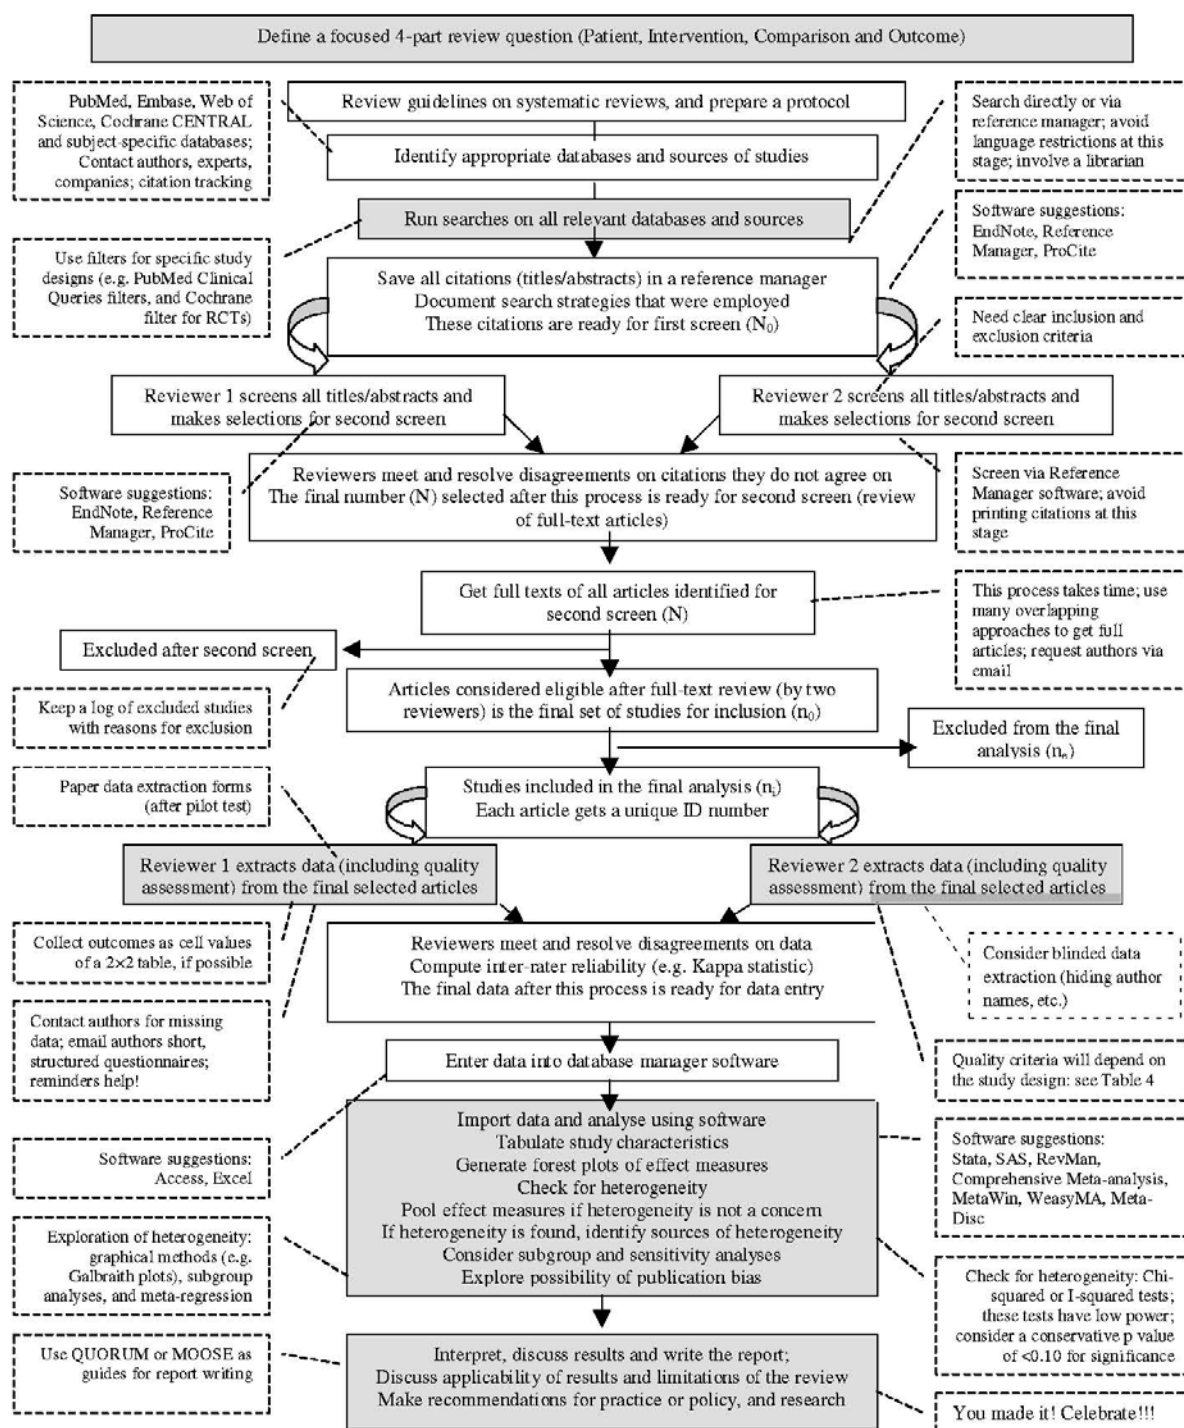 Define a focused 4-part review question (Patient, Intervention, Comparison and Outcome)
PubMed, Embase, Web of
Science, Cochrane CENTRAL
and subject-specific databases;
Contact authors, experts,
companies; citation tracking
Review guidelines on systematic reviews, and prepare a protocol
Identify appropriate databases and sources of studies
Search directly or via
reference manager; avoid
language restrictions at this
stage; involve a librarian
Run searches on all relevant databases and sources
Use filters for specific study
designs (e.g. PubMed Clinical
Queries filters, and Cochrane
filter for RCTs)
Save all citations (titles/abstracts) in a reference manager
Document search strategies that were employed
These citations are ready for first screen (N₀)
Software suggestions:
EndNote, Reference
Manager, ProCite
Need clear inclusion and
exclusion criteria
Reviewer 1 screens all titles/abstracts and
makes selections for second screen
Reviewer 2 screens all titles/abstracts and
makes selections for second screen
Software suggestions:
EndNote, Reference
Manager, ProCite
Reviewers meet and resolve disagreements on citations they do not agree on
The final number (N) selected after this process is ready for second screen (review
of full-text articles)
Screen via Reference
Manager software; avoid
printing citations at this
stage
Get full texts of all articles identified for
second screen (N)
This process takes time; use
many overlapping
approaches to get full
articles; request authors via
email
Excluded after second screen
Keep a log of excluded studies
with reasons for exclusion
Articles considered eligible after full-text review (by two
reviewers) is the final set of studies for inclusion (n₀)
Excluded from the final
analysis (nₑ)
Paper data extraction forms
(after pilot test)
Studies included in the final analysis (nᵢ)
Each article gets a unique ID number
Reviewer 1 extracts data (including quality
assessment) from the final selected articles
Reviewer 2 extracts data (including quality
assessment) from the final selected articles
Collect outcomes as cell values
of a 2×2 table, if possible
Reviewers meet and resolve disagreements on data
Compute inter-rater reliability (e.g. Kappa statistic)
The final data after this process is ready for data entry
Consider blinded data
extraction (hiding author
names, etc.)
Contact authors for missing
data; email authors short,
structured questionnaires;
reminders help!
Enter data into database manager software
Quality criteria will depend on
the study design: see Table 4
Software suggestions:
Access, Excel
Import data and analyse using software
Tabulate study characteristics
Generate forest plots of effect measures
Check for heterogeneity
Pool effect measures if heterogeneity is not a concern
If heterogeneity is found, identify sources of heterogeneity
Consider subgroup and sensitivity analyses
Explore possibility of publication bias
Software suggestions:
Stata, SAS, RevMan,
Comprehensive Meta-analysis,
MetaWin, WeasyMA, Meta-
Disc
Exploration of heterogeneity:
graphical methods (e.g.
Galbraith plots), subgroup
analyses, and meta-regression
Check for heterogeneity: Chi-
squared or I-squared tests;
these tests have low power;
consider a conservative p value
of <0.10 for significance
Use QUORUM or MOOSE as
guides for report writing
Interpret, discuss results and write the report;
Discuss applicability of results and limitations of the review
Make recommendations for practice or policy, and research
You made it! Celebrate!!!